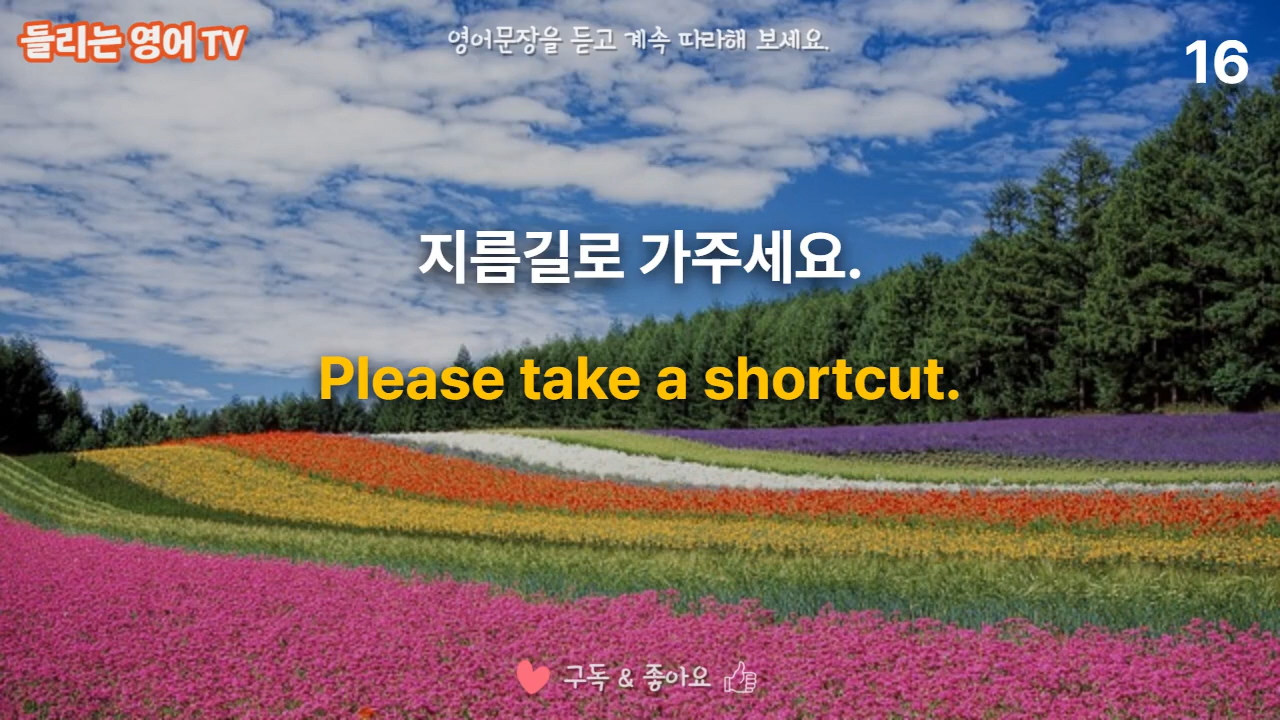 들리는 영어 TV
영어문장을 듣고 계속 따라해 보세요.
16
지름길로 가주세요.
Please take a shortcut.
구독 & 좋아요